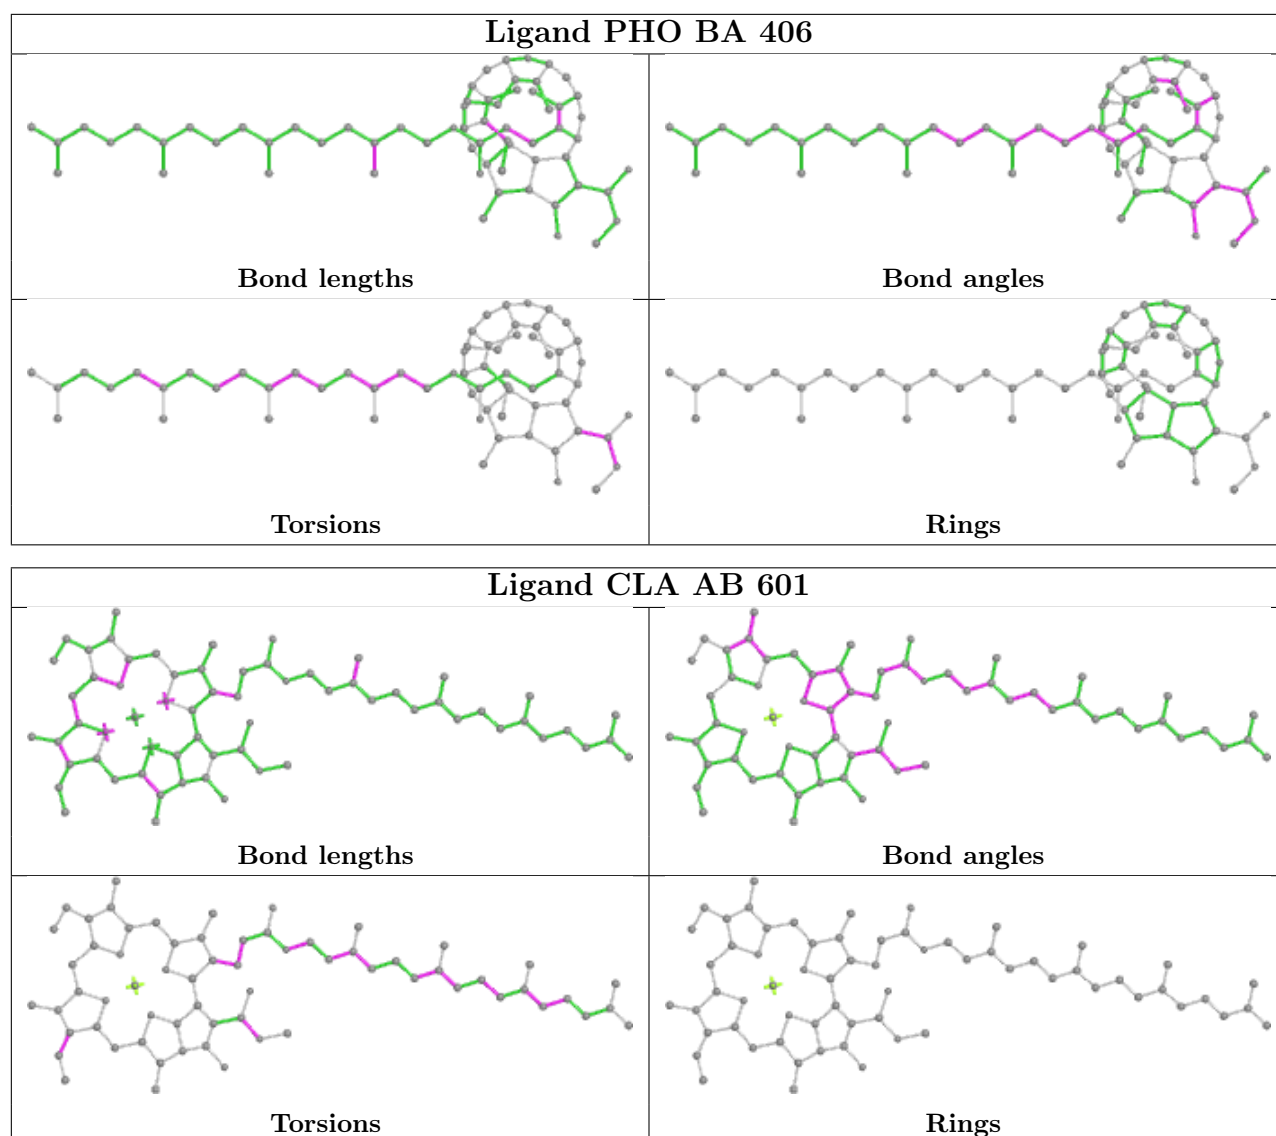 Ligand PHO BA 406
Bond lengths
Bond angles
Torsions
Rings
Ligand CLA AB 601
Bond lengths
Bond angles
Torsions
Rings